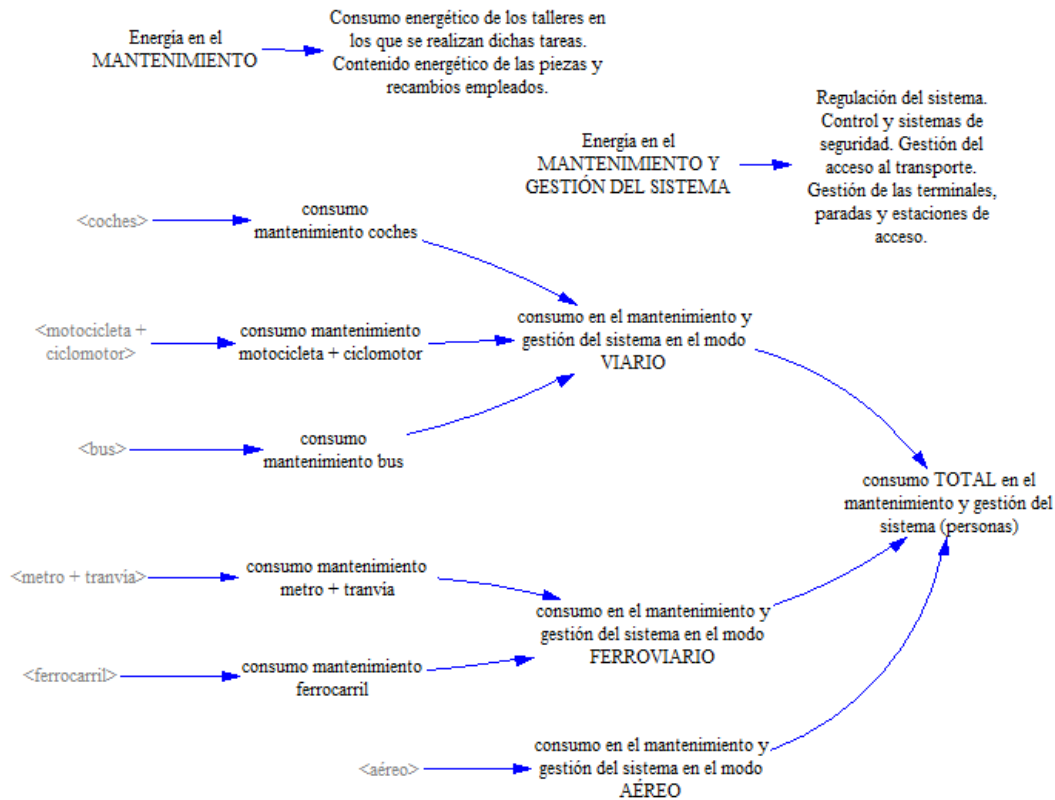 Energia en el
MANTENIMIENTO
Consumo energético de los talleres en
los que se realizan dichas tareas.
Contenido energético de las piezas y
recambios empleados.
Energía en el
MANTENIMIENTO Y
GESTIÓN DEL SISTEMA
Regulación del sistema.
Control y sistemas de
seguridad. Gestión del
acceso al transporte.
Gestión de las terminales,
paradas y estaciones de
acceso.
<coches>
consumo
mantenimiento coches
<motocicleta +
ciclomotor>
consumo mantenimiento
motocicleta + ciclomotor
consumo en el mantenimiento y
gestión del sistema en el modo
VIARIO
<bus>
consumo
mantenimiento bus
consumo TOTAL en el
mantenimiento y gestión del
sistema (personas)
<metro + tranvía>
consumo mantenimiento
metro + tranvía
consumo en el mantenimiento y
gestión del sistema en el modo
FERROVIARIO
<ferrocarril>
consumo mantenimiento
ferrocarril
<aéreo>
consumo en el mantenimiento y
gestión del sistema en el modo
AÉREO